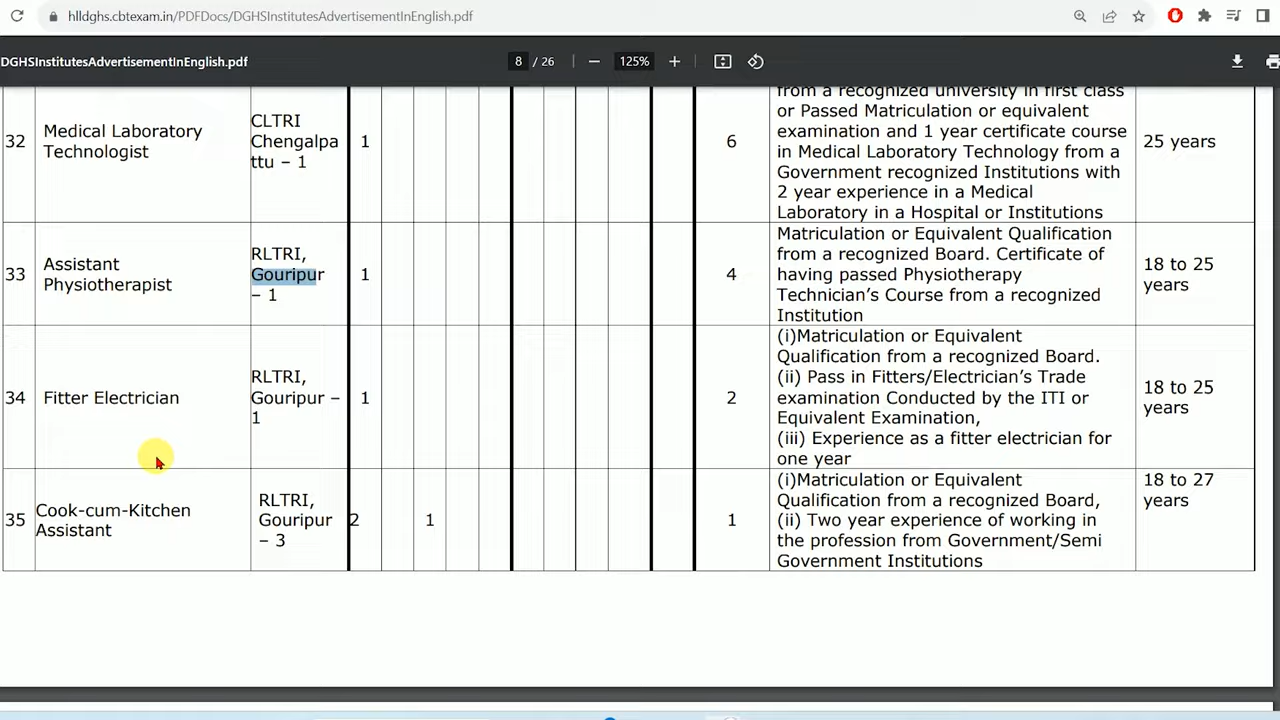 hlldghs.cbtexam.in/PDFDocs/DGHSInstitutesAdvertisementInEnglish.pdf
DGHSInstitutesAdvertisementInEnglish.pdf
8 / 26
125%
32
Medical Laboratory
Technologist
CLTRI
Chengalpa
ttu – 1
1
6
from a recognized university in first class
or Passed Matriculation or equivalent
examination and 1 year certificate course
in Medical Laboratory Technology from a
Government recognized Institutions with
2 year experience in a Medical
Laboratory in a Hospital or Institutions
25 years
33
Assistant
Physiotherapist
RLTRI,
Gouripur
– 1
1
4
Matriculation or Equivalent Qualification
from a recognized Board. Certificate of
having passed Physiotherapy
Technician’s Course from a recognized
Institution
18 to 25
years
34
Fitter Electrician
RLTRI,
Gouripur –
1
1
2
(i)Matriculation or Equivalent
Qualification from a recognized Board.
(ii) Pass in Fitters/Electrician’s Trade
examination Conducted by the ITI or
Equivalent Examination,
(iii) Experience as a fitter electrician for
one year
18 to 25
years
35
Cook-cum-Kitchen
Assistant
RLTRI,
Gouripur
– 3
2
1
1
(i)Matriculation or Equivalent
Qualification from a recognized Board,
(ii) Two year experience of working in
the profession from Government/Semi
Government Institutions
18 to 27
years